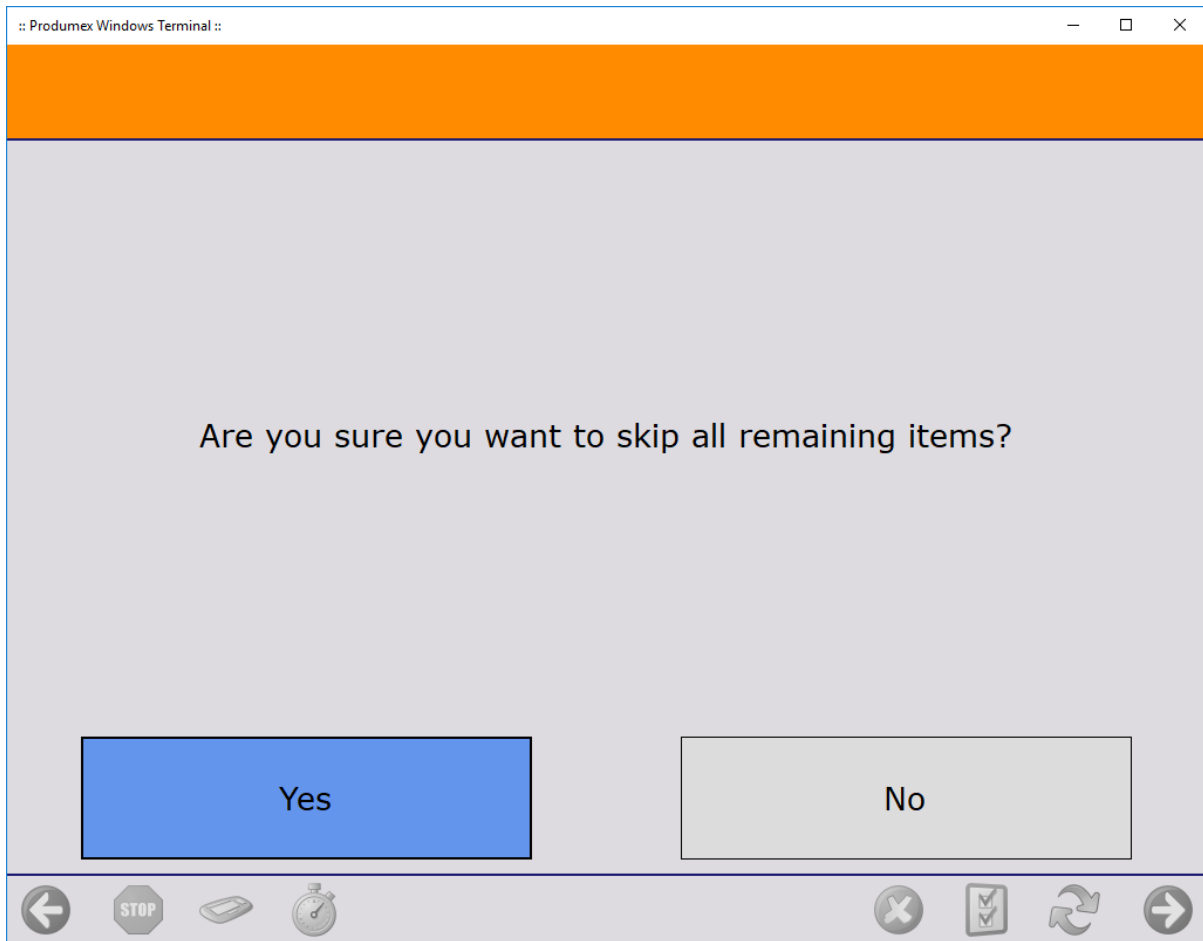 :: Produmex Windows Terminal ::
Are you sure you want to skip all remaining items?
Yes
No
STOP